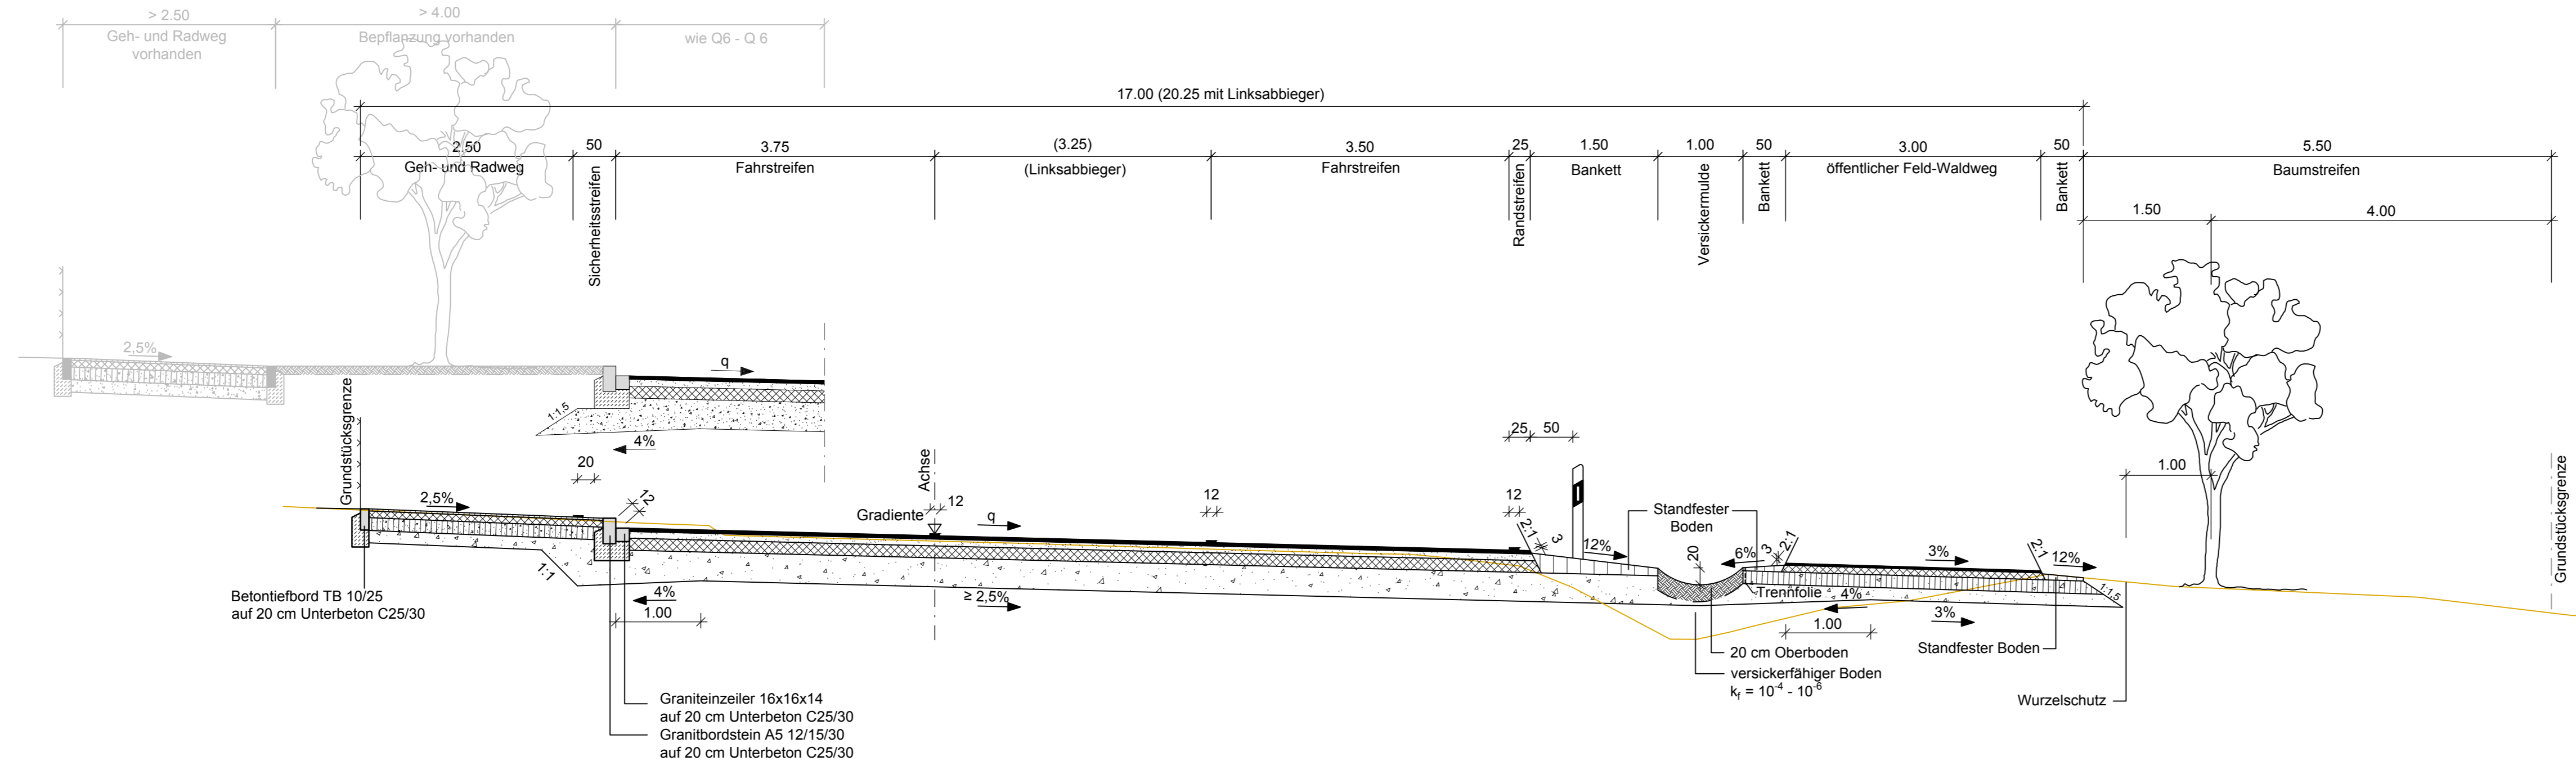 > 2.50
> 4.00
Geh- und Radweg
vorhanden
Bepflanzung vorhanden
wie Q6 - Q 6
17.00 (20.25 mit Linksabbieger)
2.50
50
3.75
(3.25)
3.50
25
1.50
1.00
50
3.00
50
5.50
Geh- und Radweg
Sicherheitsstreifen
Fahrstreifen
(Linksabbieger)
Fahrstreifen
Randstreifen
Bankett
Versickermulde
Bankett
öffentlicher Feld-Waldweg
Bankett
Baumstreifen
1.50
4.00
2,5%
q
1:1,5
4%
Grundstücksgrenze
20
Achse
25
50
1.00
Grundstücksgrenze
2,5%
12
Gradiente
12
q
12
12
2:1
3
12%
Standfester
Boden
20
6%
3
2:1
3%
2:1
12%
1:1
4%
1.00
≥ 2,5%
Trennfolie
4%
1:1,5
1.00
3%
Betontiefbord TB 10/25
auf 20 cm Unterbeton C25/30
20 cm Oberboden
versickerfähiger Boden
kf = 10-4 - 10-6
Standfester Boden
Wurzelschutz
Graniteinzeiler 16x16x14
auf 20 cm Unterbeton C25/30
Granitbordstein A5 12/15/30
auf 20 cm Unterbeton C25/30